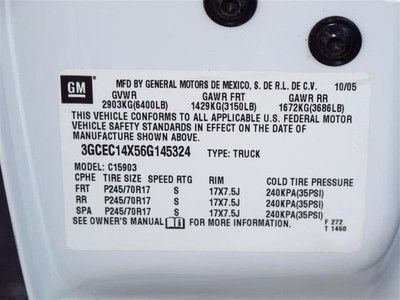 GM
MFD BY GENERAL MOTORS DE MEXICO, S. DE R.L. DE C.V. 10/05
GVWR GAWR FRT GAWR RR
2903KG(6400LB) 1429KG(3150LB) 1672KG(3686LB)
THIS VEHICLE CONFORMS TO ALL APPLICABLE U.S. FEDERAL MOTOR
VEHICLE SAFETY STANDARDS IN EFFECT ON THE DATE OF
MANUFACTURE SHOWN ABOVE.
3GCEC14X56G145324 TYPE: TRUCK
MODEL: C15903
CPHE TIRE SIZE SPEED RTG RIM COLD TIRE PRESSURE
FRT P245/70R17 S 17X7.5J 240KPA(35PSI)
RR P245/70R17 S 17X7.5J 240KPA(35PSI)
SPA P245/70R17 S 17X7.5J 240KPA(35PSI)
SEE OWNER'S MANUAL FOR MORE INFORMATION. F 272
T 1460